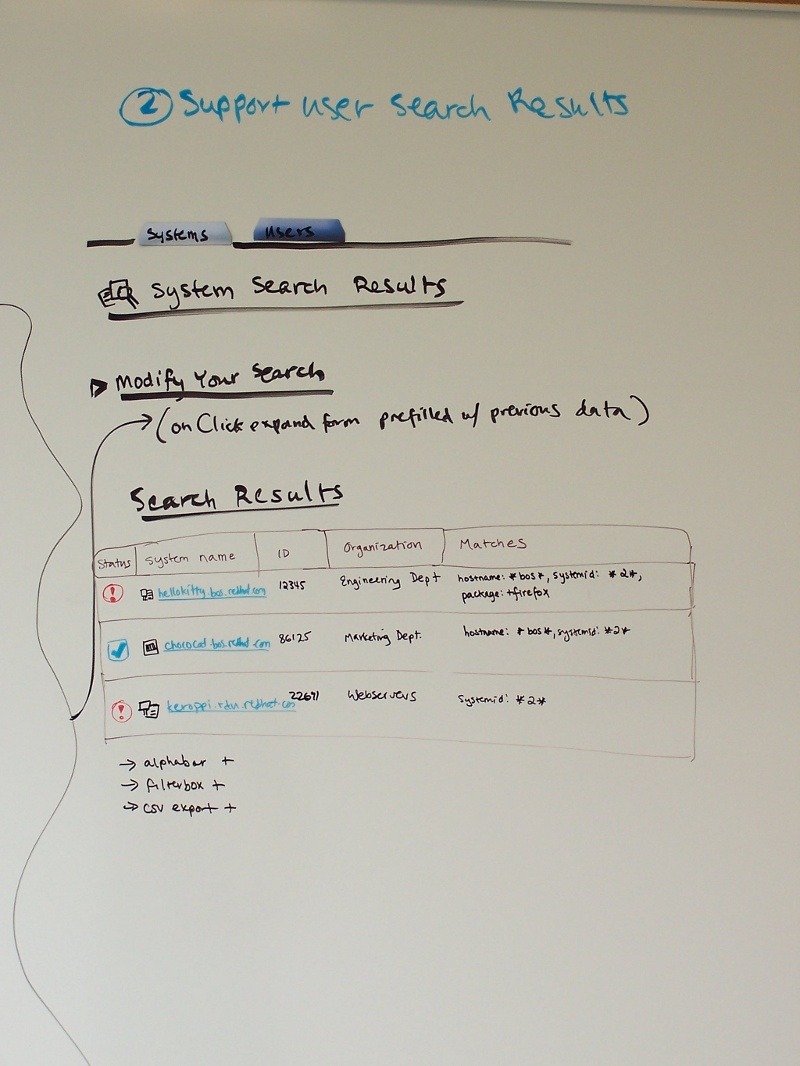 ② Support user Search Results
Systems Users
System Search Results
Modify Your Search
(on Click expand form prefilled w/ previous data)
Search Results
Status System name ID Organization Matches
hellokitty.bos.redhat.com 12345 Engineering Dept hostname: *bos*, systemid: *2*,
package: +firefox
chococat.bos.redhat.com 86125 Marketing Dept. hostname: *bos*, systemid: *2*
keroppi.rdu.redhat.com 22691 Webservers systemid: *2*
→ alphabar +
→ filterbox +
→ CSV export +